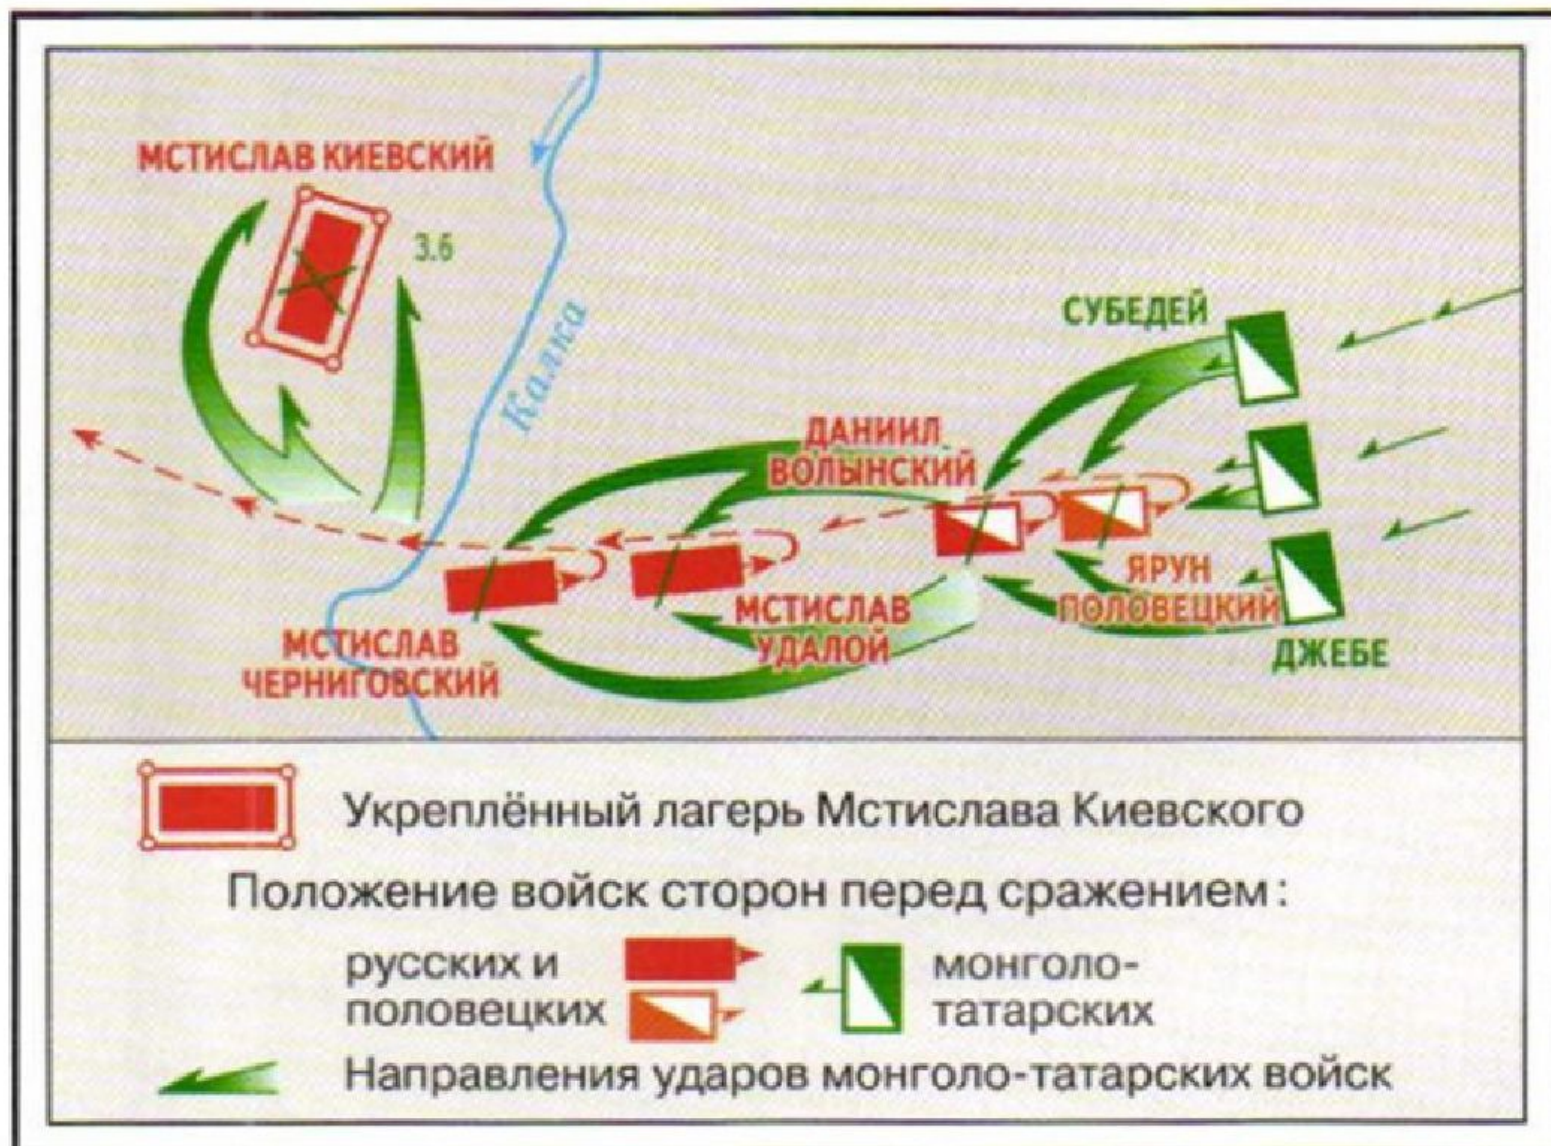 МСТИСЛАВ КИЕВСКИЙ
3.6
Калка
СУБЕДЕЙ
ДАНИИЛ
ВОЛЫНСКИЙ
ЯРУН
ПОЛОВЕЦКИЙ
МСТИСЛАВ
УДАЛОЙ
ДЖЕБЕ
МСТИСЛАВ
ЧЕРНИГОВСКИЙ
Укреплённый лагерь Мстислава Киевского
Положение войск сторон перед сражением:
русских и
половецких
монголо-
татарских
Направления ударов монголо-татарских войск